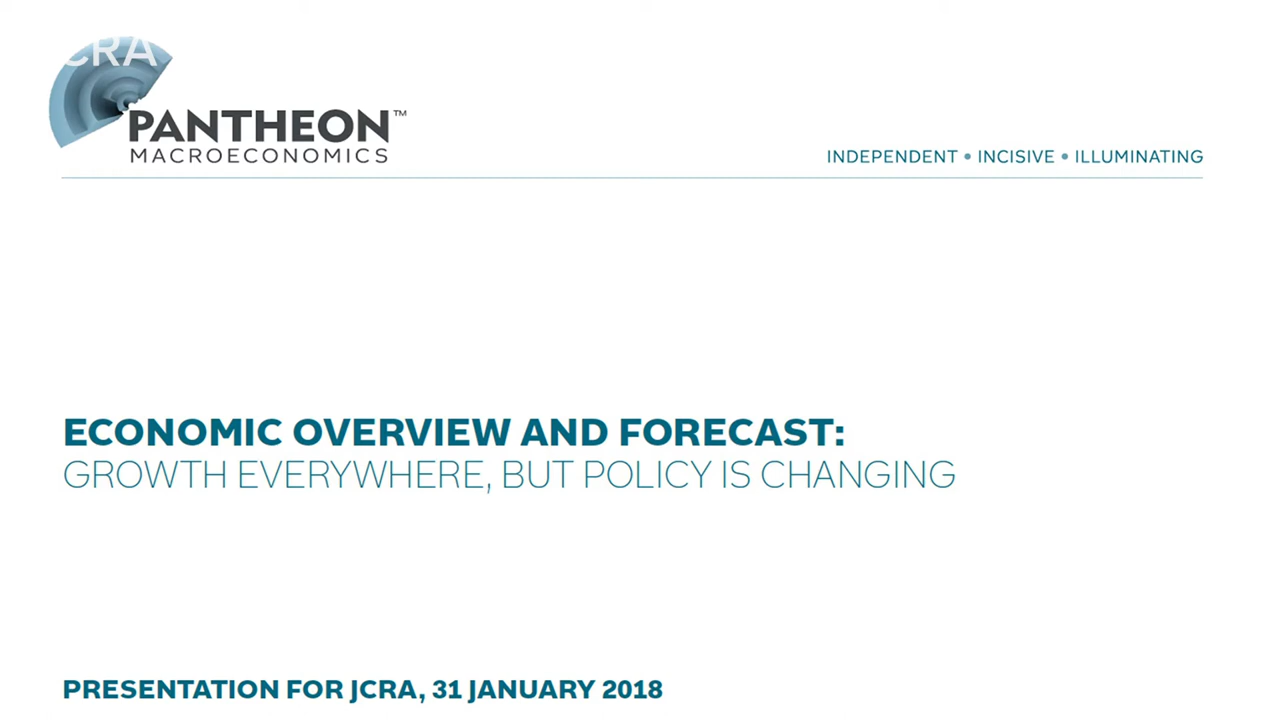 JCRA
PANTHEON™
MACROECONOMICS
INDEPENDENT • INCISIVE • ILLUMINATING
ECONOMIC OVERVIEW AND FORECAST:
GROWTH EVERYWHERE, BUT POLICY IS CHANGING
PRESENTATION FOR JCRA, 31 JANUARY 2018